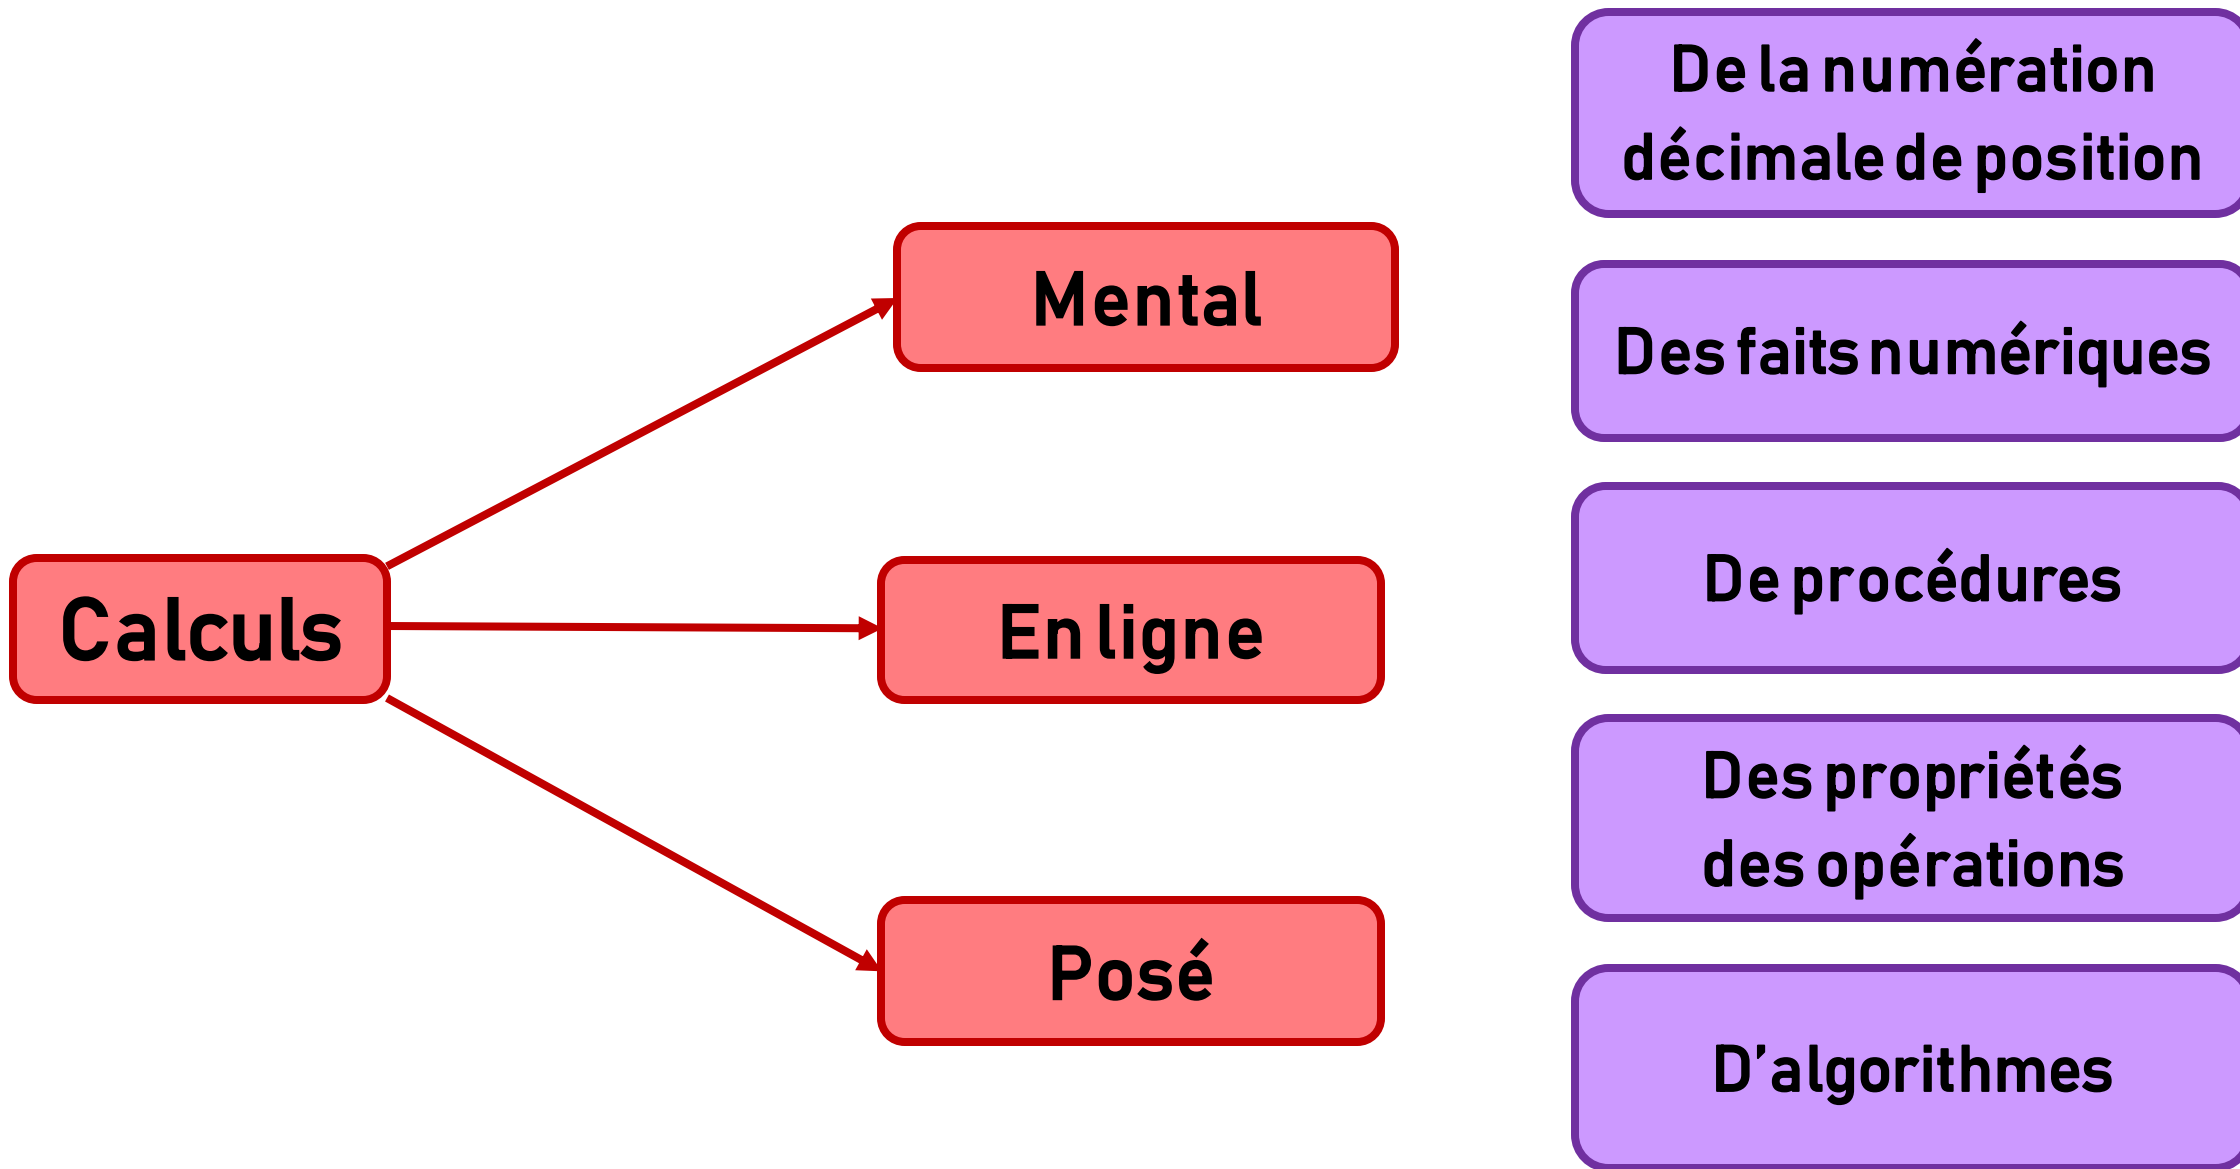 Calculs
Mental
En ligne
Posé
De la numération
décimale de position
Des faits numériques
De procédures
Des propriétés
des opérations
D’algorithmes